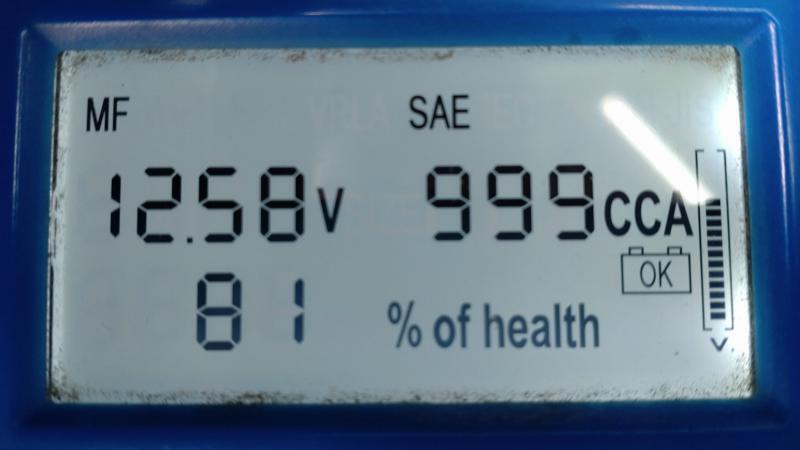 MF SAE
12.58V 999CCA
OK
81 % of health